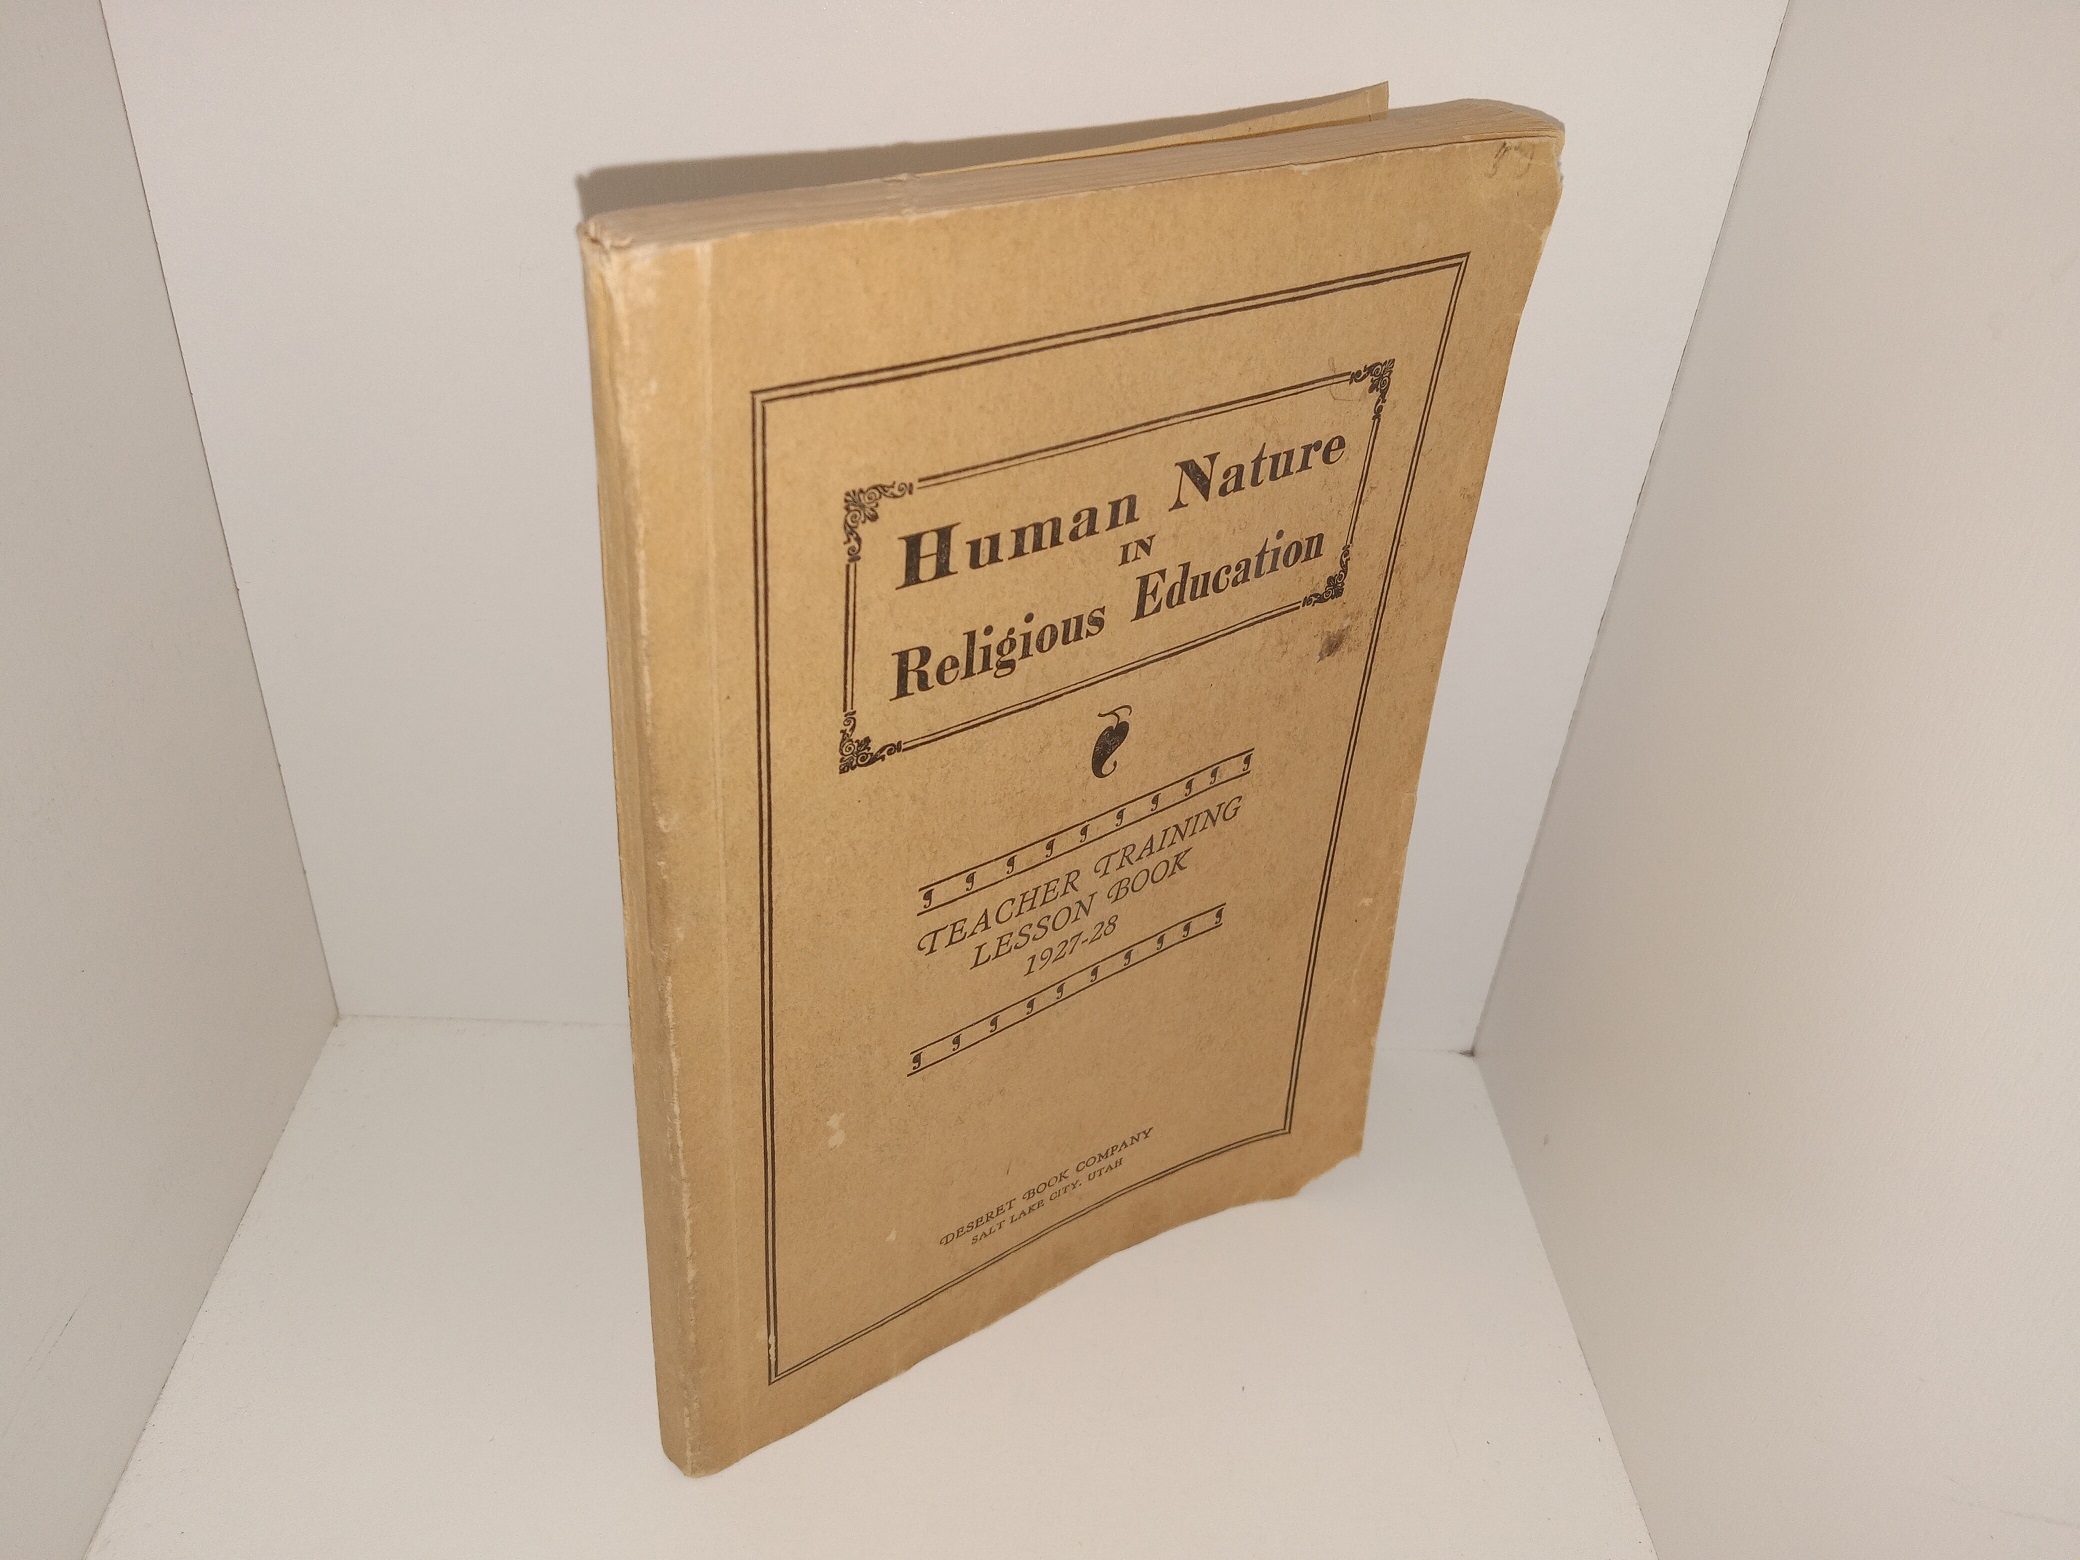 Human Nature
IN
Religious Education
TEACHER TRAINING
LESSON BOOK
1927-28
DESERET BOOK COMPANY
SALT LAKE CITY, UTAH